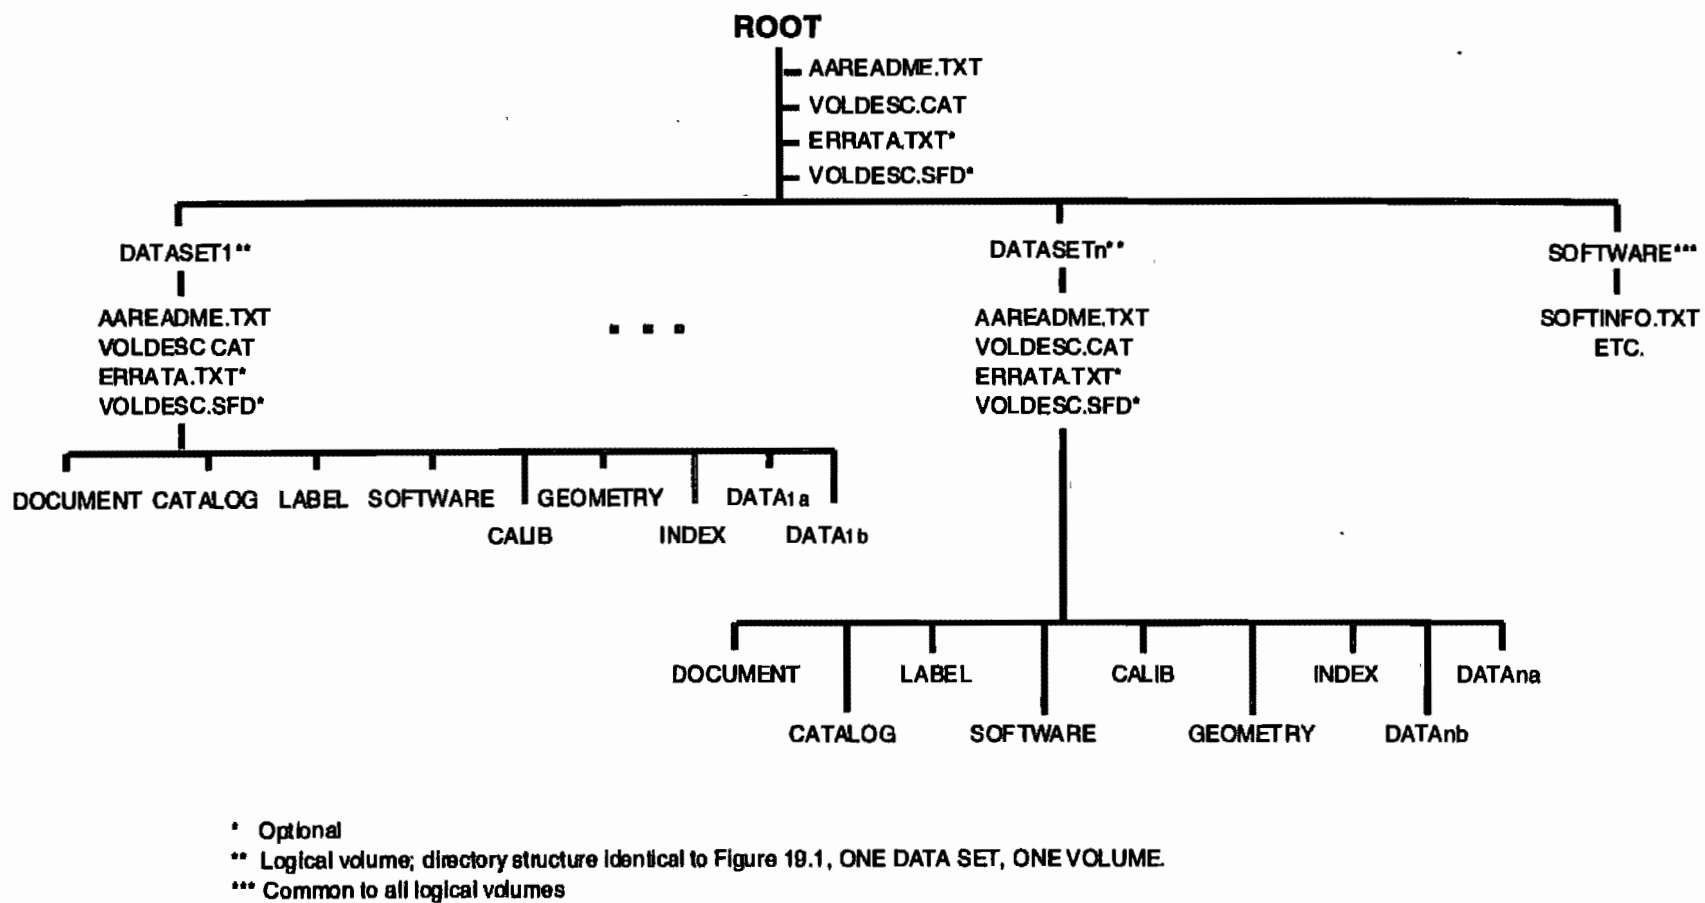 ROOT
AAREADME.TXT
VOLDESC.CAT
ERRATA.TXT*
VOLDESC.SFD*
DATASET1**
DATASETn**
SOFTWARE***
AAREADME.TXT
VOLDESC CAT
ERRATA.TXT*
VOLDESC.SFD*
AAREADME.TXT
VOLDESC.CAT
ERRATA.TXT*
VOLDESC.SFD*
SOFTINFO.TXT
ETC.
. . .
DOCUMENT CATALOG LABEL SOFTWARE GEOMETRY DATA1a
CALIB INDEX DATA1b
DOCUMENT LABEL CALIB INDEX DATAna
CATALOG SOFTWARE GEOMETRY DATAnb
* Optional
** Logical volume; directory structure identical to Figure 19.1, ONE DATA SET, ONE VOLUME.
*** Common to all logical volumes